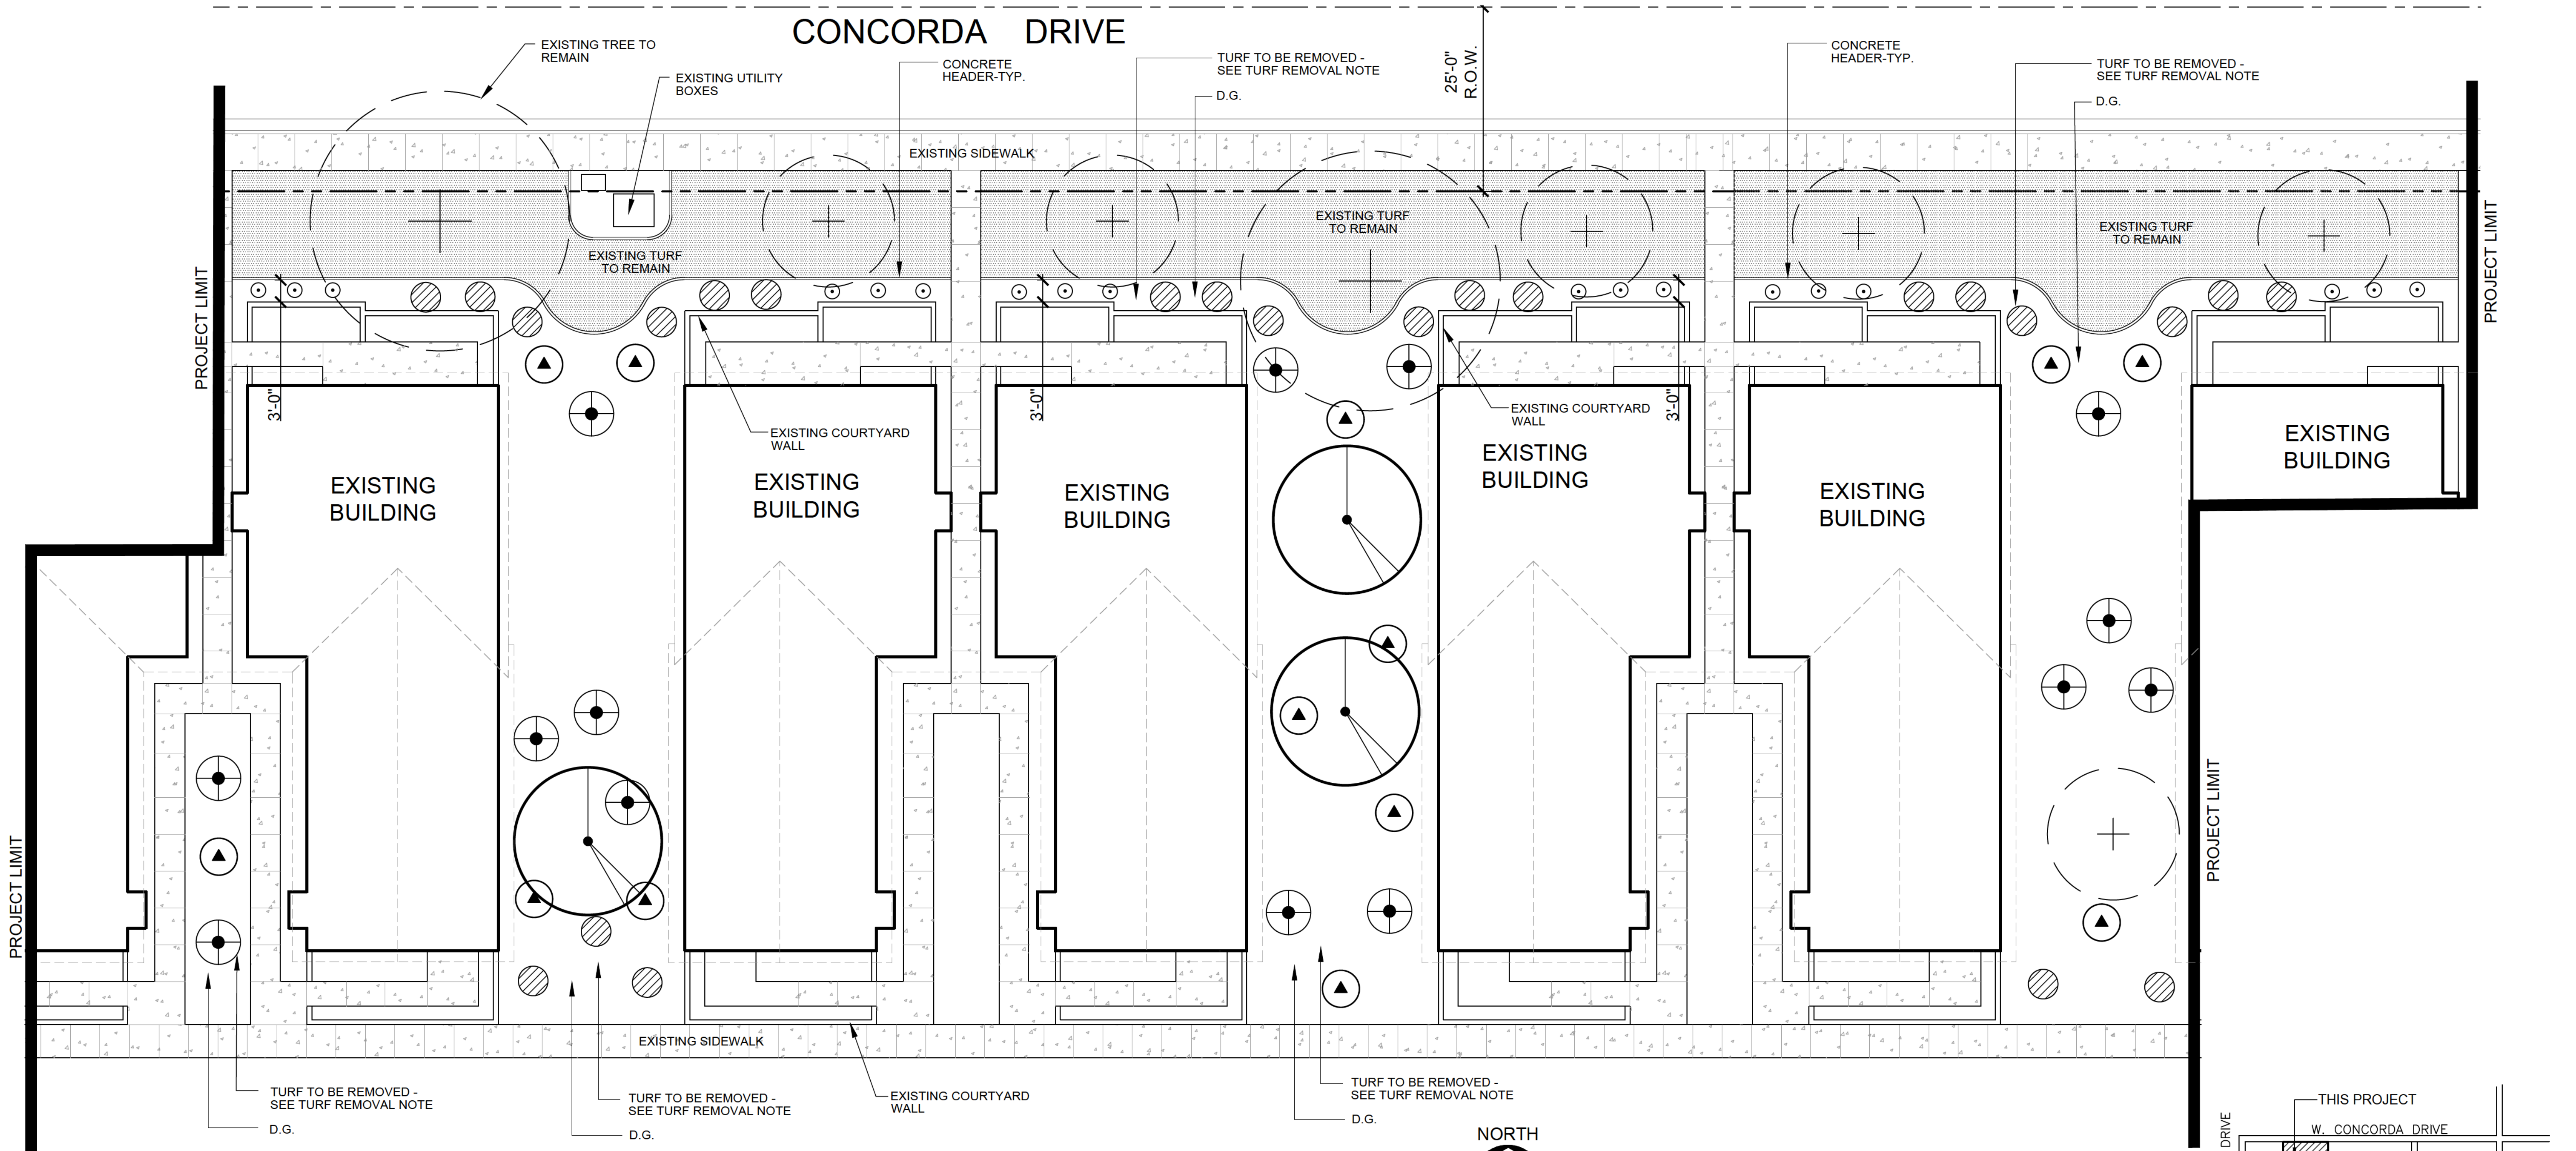 CONCORDA DRIVE
EXISTING TREE TO
REMAIN
EXISTING UTILITY
BOXES
CONCRETE
HEADER-TYP.
TURF TO BE REMOVED -
SEE TURF REMOVAL NOTE
D.G.
25'-0"
R.O.W.
CONCRETE
HEADER-TYP.
TURF TO BE REMOVED -
SEE TURF REMOVAL NOTE
D.G.
EXISTING SIDEWALK
EXISTING TURF
TO REMAIN
EXISTING TURF
TO REMAIN
EXISTING TURF
TO REMAIN
PROJECT LIMIT
PROJECT LIMIT
3'-0"
3'-0"
3'-0"
EXISTING COURTYARD
WALL
EXISTING COURTYARD
WALL
EXISTING
BUILDING
EXISTING
BUILDING
EXISTING
BUILDING
EXISTING
BUILDING
EXISTING
BUILDING
EXISTING
BUILDING
PROJECT LIMIT
PROJECT LIMIT
EXISTING SIDEWALK
TURF TO BE REMOVED -
SEE TURF REMOVAL NOTE
D.G.
TURF TO BE REMOVED -
SEE TURF REMOVAL NOTE
D.G.
EXISTING COURTYARD
WALL
TURF TO BE REMOVED -
SEE TURF REMOVAL NOTE
D.G.
NORTH
THIS PROJECT
W. CONCORDA DRIVE
DRIVE